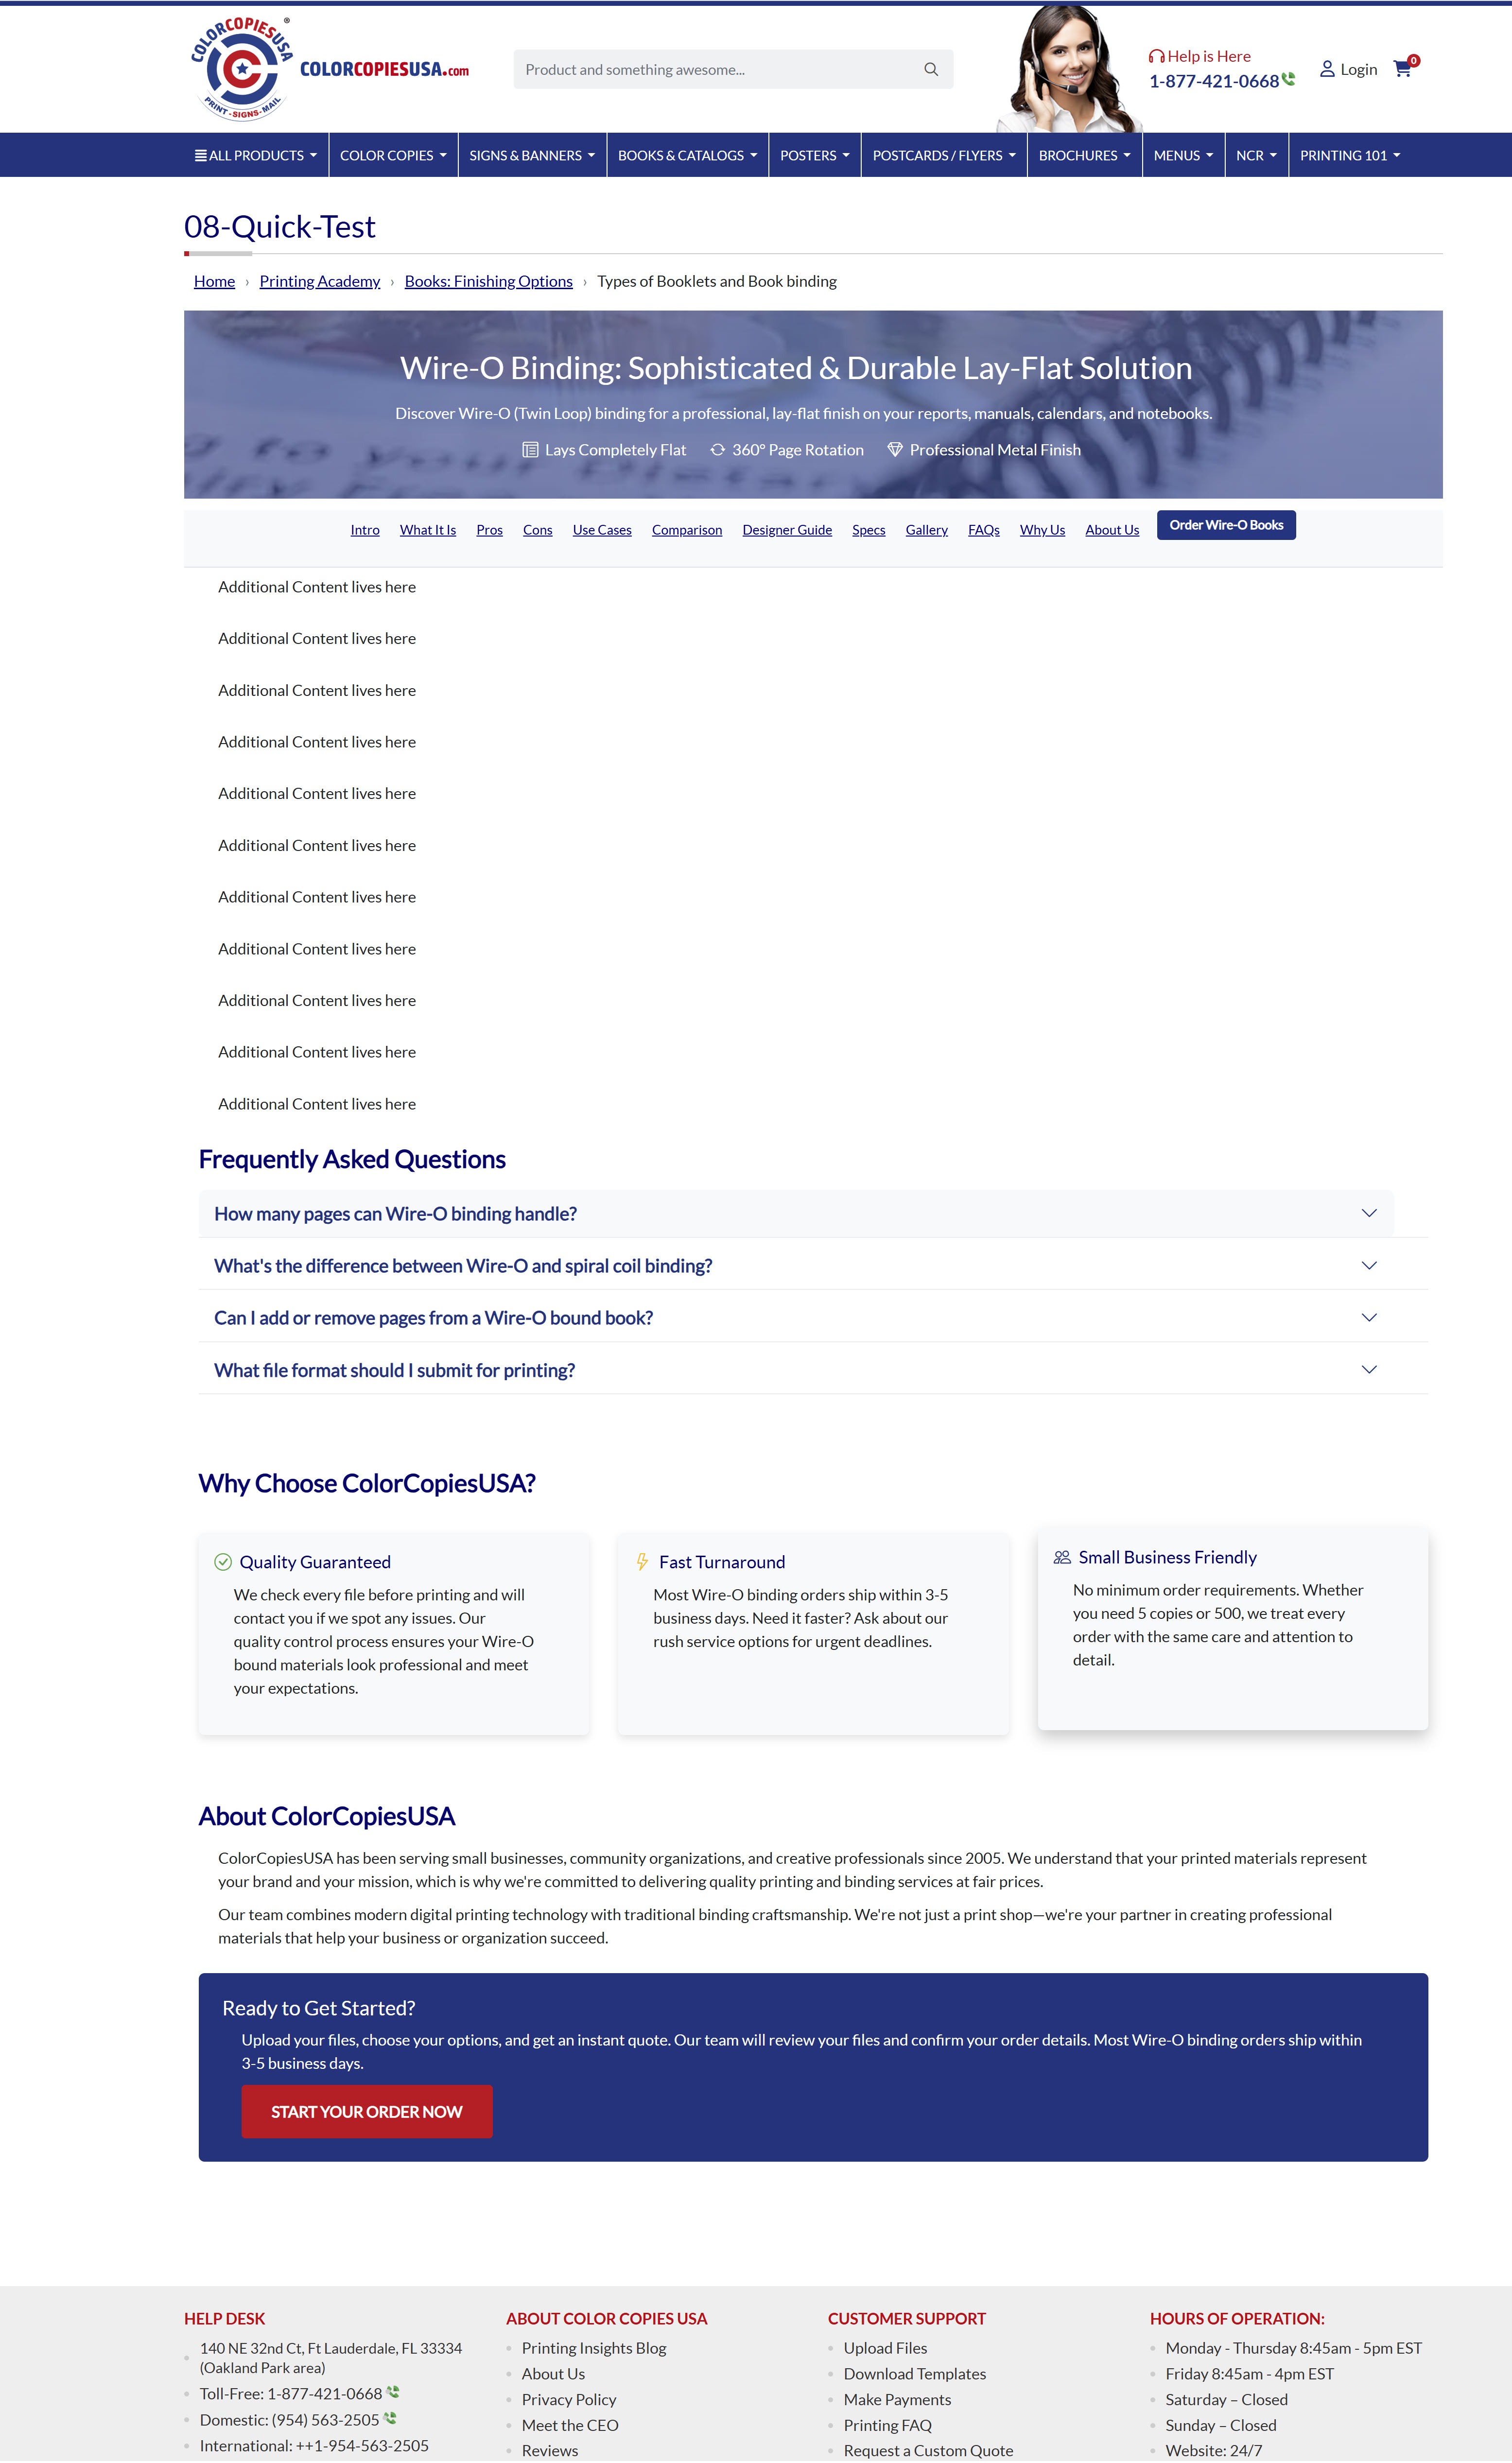 COLORCOPIESUSA
®
PRINT - SIGNS - MAIL
COLORCOPIESUSA.com
Product and something awesome...
Help is Here
1-877-421-0668
Login
0
ALL PRODUCTS
COLOR COPIES
SIGNS & BANNERS
BOOKS & CATALOGS
POSTERS
POSTCARDS / FLYERS
BROCHURES
MENUS
NCR
PRINTING 101
08-Quick-Test
Home › Printing Academy › Books: Finishing Options › Types of Booklets and Book binding
Wire-O Binding: Sophisticated & Durable Lay-Flat Solution
Discover Wire-O (Twin Loop) binding for a professional, lay-flat finish on your reports, manuals, calendars, and notebooks.
Lays Completely Flat
360° Page Rotation
Professional Metal Finish
Intro
What It Is
Pros
Cons
Use Cases
Comparison
Designer Guide
Specs
Gallery
FAQs
Why Us
About Us
Order Wire-O Books
Additional Content lives here
Additional Content lives here
Additional Content lives here
Additional Content lives here
Additional Content lives here
Additional Content lives here
Additional Content lives here
Additional Content lives here
Additional Content lives here
Additional Content lives here
Additional Content lives here
Frequently Asked Questions
How many pages can Wire-O binding handle?
What's the difference between Wire-O and spiral coil binding?
Can I add or remove pages from a Wire-O bound book?
What file format should I submit for printing?
Why Choose ColorCopiesUSA?
Quality Guaranteed
We check every file before printing and will
contact you if we spot any issues. Our
quality control process ensures your Wire-O
bound materials look professional and meet
your expectations.
Fast Turnaround
Most Wire-O binding orders ship within 3-5
business days. Need it faster? Ask about our
rush service options for urgent deadlines.
Small Business Friendly
No minimum order requirements. Whether
you need 5 copies or 500, we treat every
order with the same care and attention to
detail.
About ColorCopiesUSA
ColorCopiesUSA has been serving small businesses, community organizations, and creative professionals since 2005. We understand that your printed materials represent
your brand and your mission, which is why we're committed to delivering quality printing and binding services at fair prices.
Our team combines modern digital printing technology with traditional binding craftsmanship. We're not just a print shop—we're your partner in creating professional
materials that help your business or organization succeed.
Ready to Get Started?
Upload your files, choose your options, and get an instant quote. Our team will review your files and confirm your order details. Most Wire-O binding orders ship within
3-5 business days.
START YOUR ORDER NOW
HELP DESK
140 NE 32nd Ct, Ft Lauderdale, FL 33334
(Oakland Park area)
Toll-Free: 1-877-421-0668
Domestic: (954) 563-2505
International: ++1-954-563-2505
ABOUT COLOR COPIES USA
Printing Insights Blog
About Us
Privacy Policy
Meet the CEO
Reviews
CUSTOMER SUPPORT
Upload Files
Download Templates
Make Payments
Printing FAQ
Request a Custom Quote
HOURS OF OPERATION:
Monday - Thursday 8:45am - 5pm EST
Friday 8:45am - 4pm EST
Saturday – Closed
Sunday – Closed
Website: 24/7